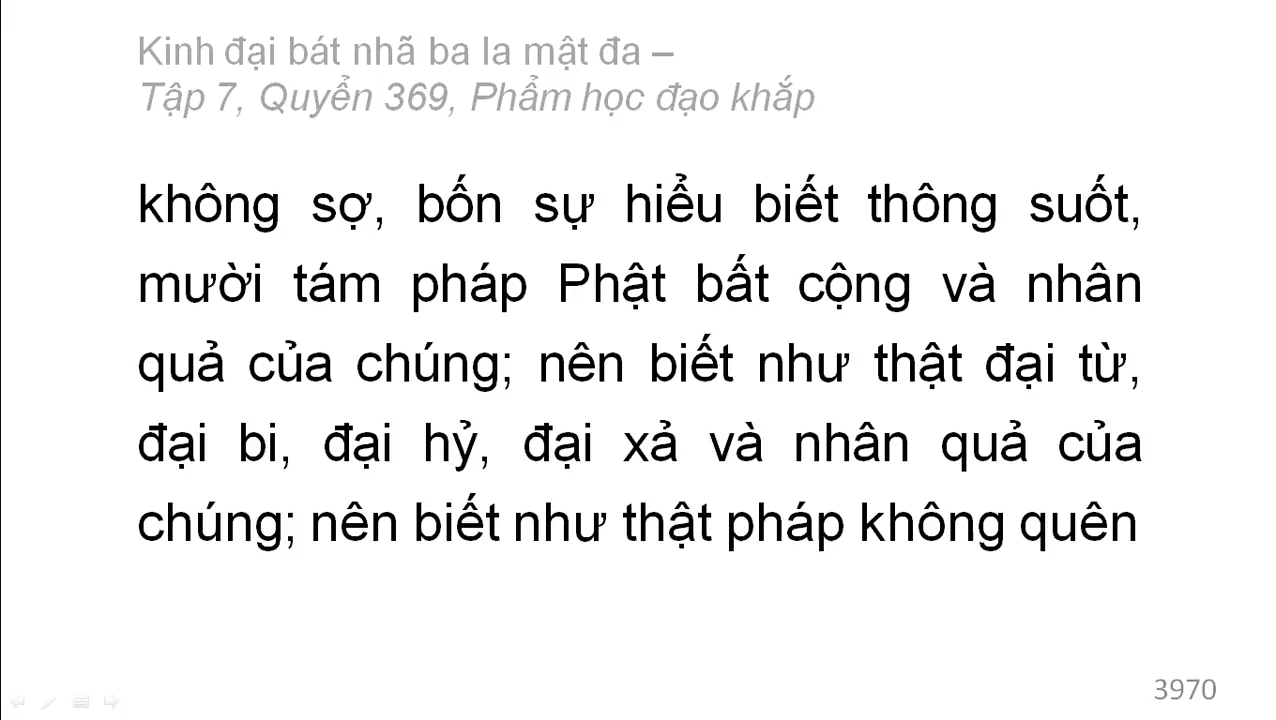 Kinh đại bát nhã ba la mật đa –
Tập 7, Quyển 369, Phẩm học đạo khắp
không sợ, bốn sự hiểu biết thông suốt,
mười tám pháp Phật bất cộng và nhân
quả của chúng; nên biết như thật đại từ,
đại bi, đại hỷ, đại xả và nhân quả của
chúng; nên biết như thật pháp không quên
3970